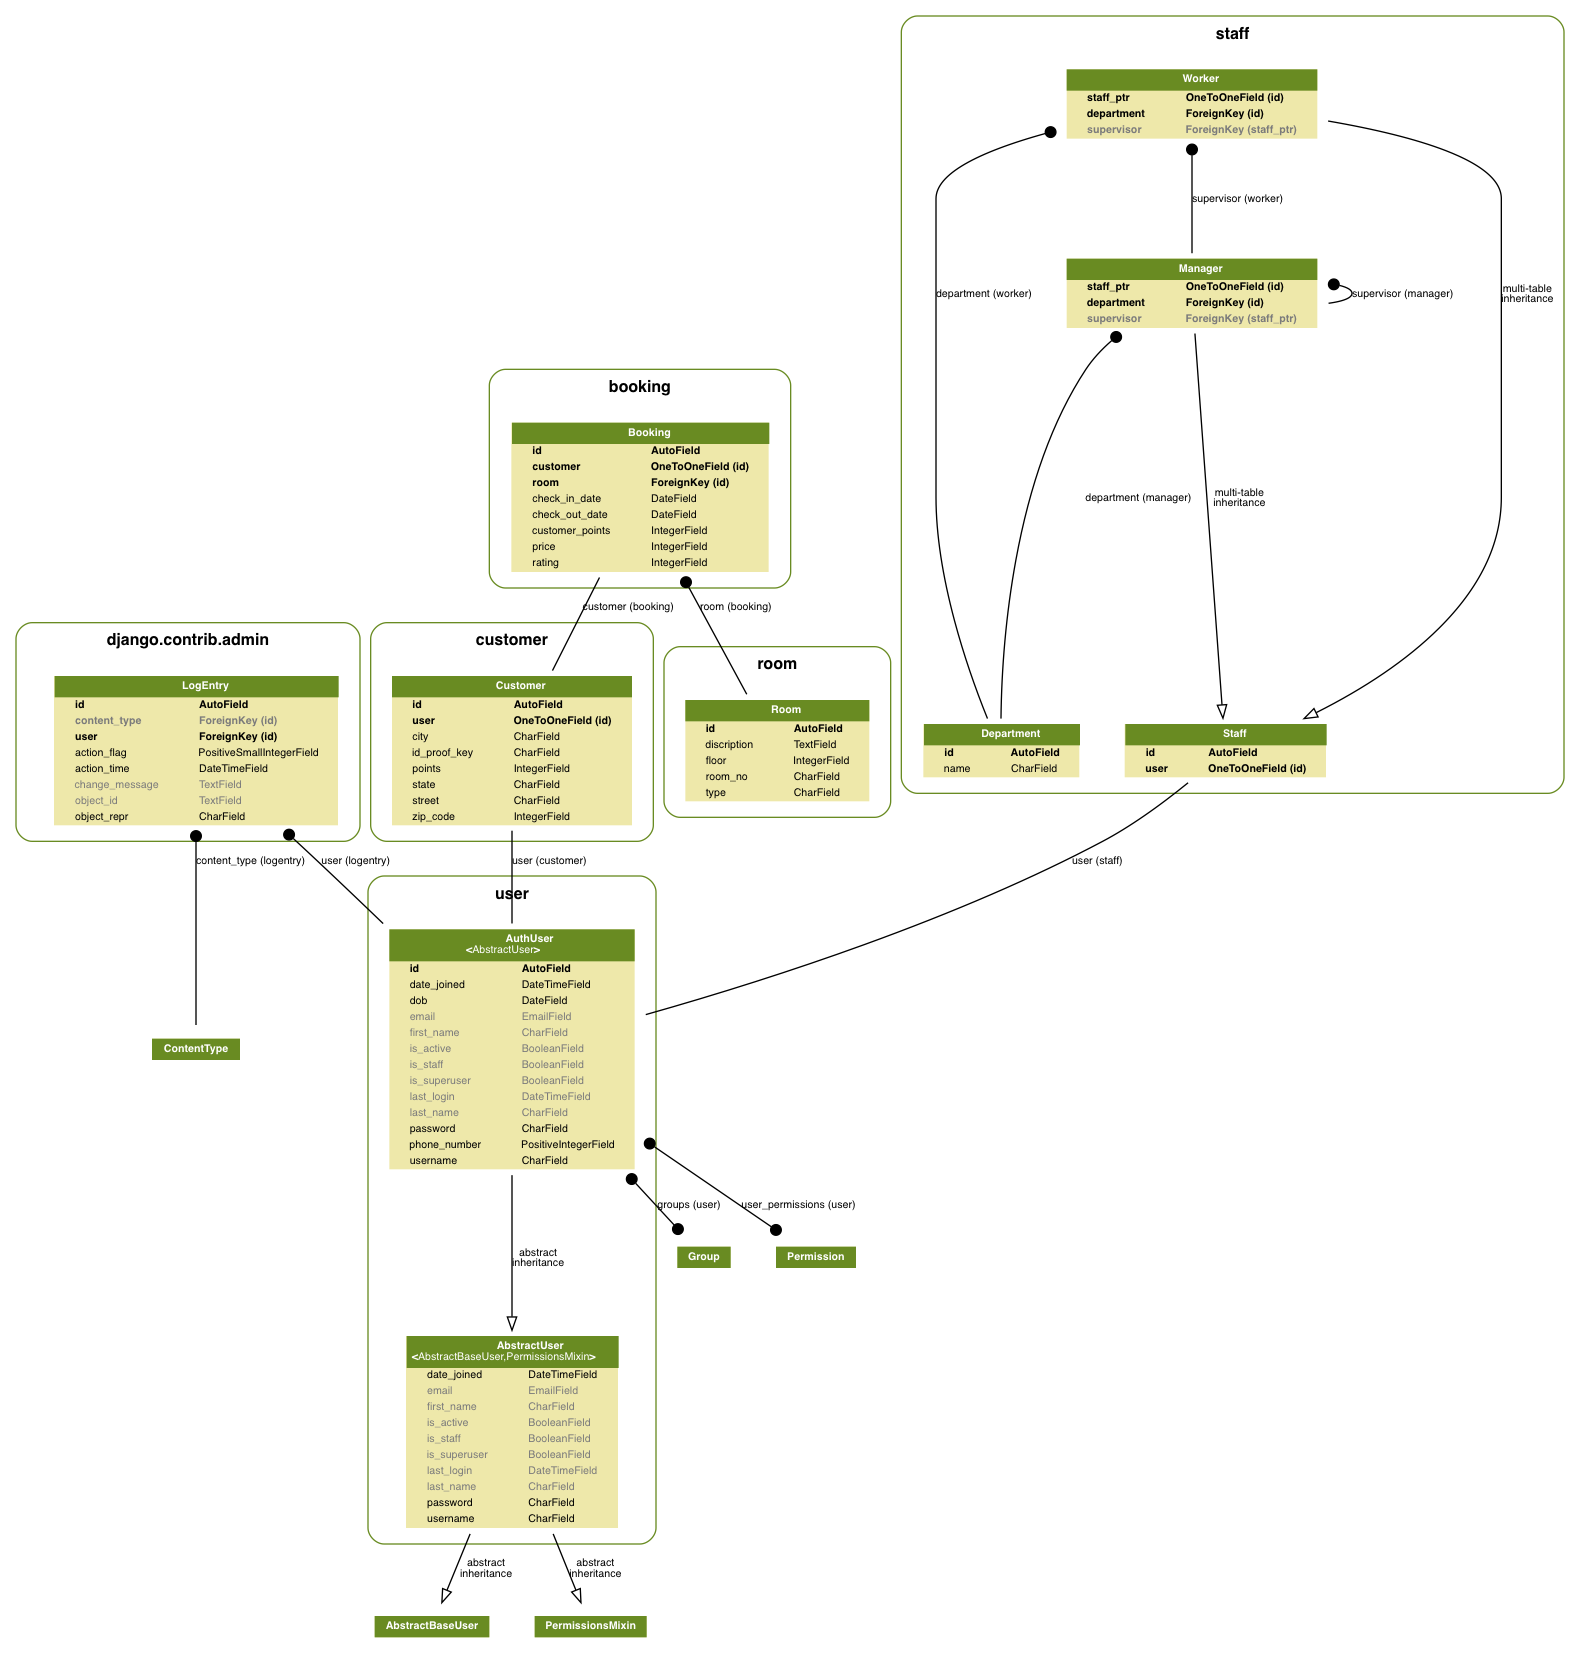 staff
Worker
staff_ptr OneToOneField (id)
department ForeignKey (id)
supervisor ForeignKey (staff_ptr)
supervisor (worker)
Manager
staff_ptr OneToOneField (id)
department ForeignKey (id)
supervisor ForeignKey (staff_ptr)
department (worker)
supervisor (manager)
multi-table
inheritance
department (manager)
multi-table
inheritance
Department
id AutoField
name CharField
Staff
id AutoField
user OneToOneField (id)
booking
Booking
id AutoField
customer OneToOneField (id)
room ForeignKey (id)
check_in_date DateField
check_out_date DateField
customer_points IntegerField
price IntegerField
rating IntegerField
customer (booking)
room (booking)
django.contrib.admin
LogEntry
id AutoField
content_type ForeignKey (id)
user ForeignKey (id)
action_flag PositiveSmallIntegerField
action_time DateTimeField
change_message TextField
object_id TextField
object_repr CharField
customer
Customer
id AutoField
user OneToOneField (id)
city CharField
id_proof_key CharField
points IntegerField
state CharField
street CharField
zip_code IntegerField
room
Room
id AutoField
discription TextField
floor IntegerField
room_no CharField
type CharField
content_type (logentry)
user (logentry)
user (customer)
user (staff)
user
AuthUser
<AbstractUser>
id AutoField
date_joined DateTimeField
dob DateField
email EmailField
first_name CharField
is_active BooleanField
is_staff BooleanField
is_superuser BooleanField
last_login DateTimeField
last_name CharField
password CharField
phone_number PositiveIntegerField
username CharField
ContentType
groups (user)
user_permissions (user)
Group
Permission
abstract
inheritance
AbstractUser
<AbstractBaseUser,PermissionsMixin>
date_joined DateTimeField
email EmailField
first_name CharField
is_active BooleanField
is_staff BooleanField
is_superuser BooleanField
last_login DateTimeField
last_name CharField
password CharField
username CharField
abstract
inheritance
abstract
inheritance
AbstractBaseUser
PermissionsMixin